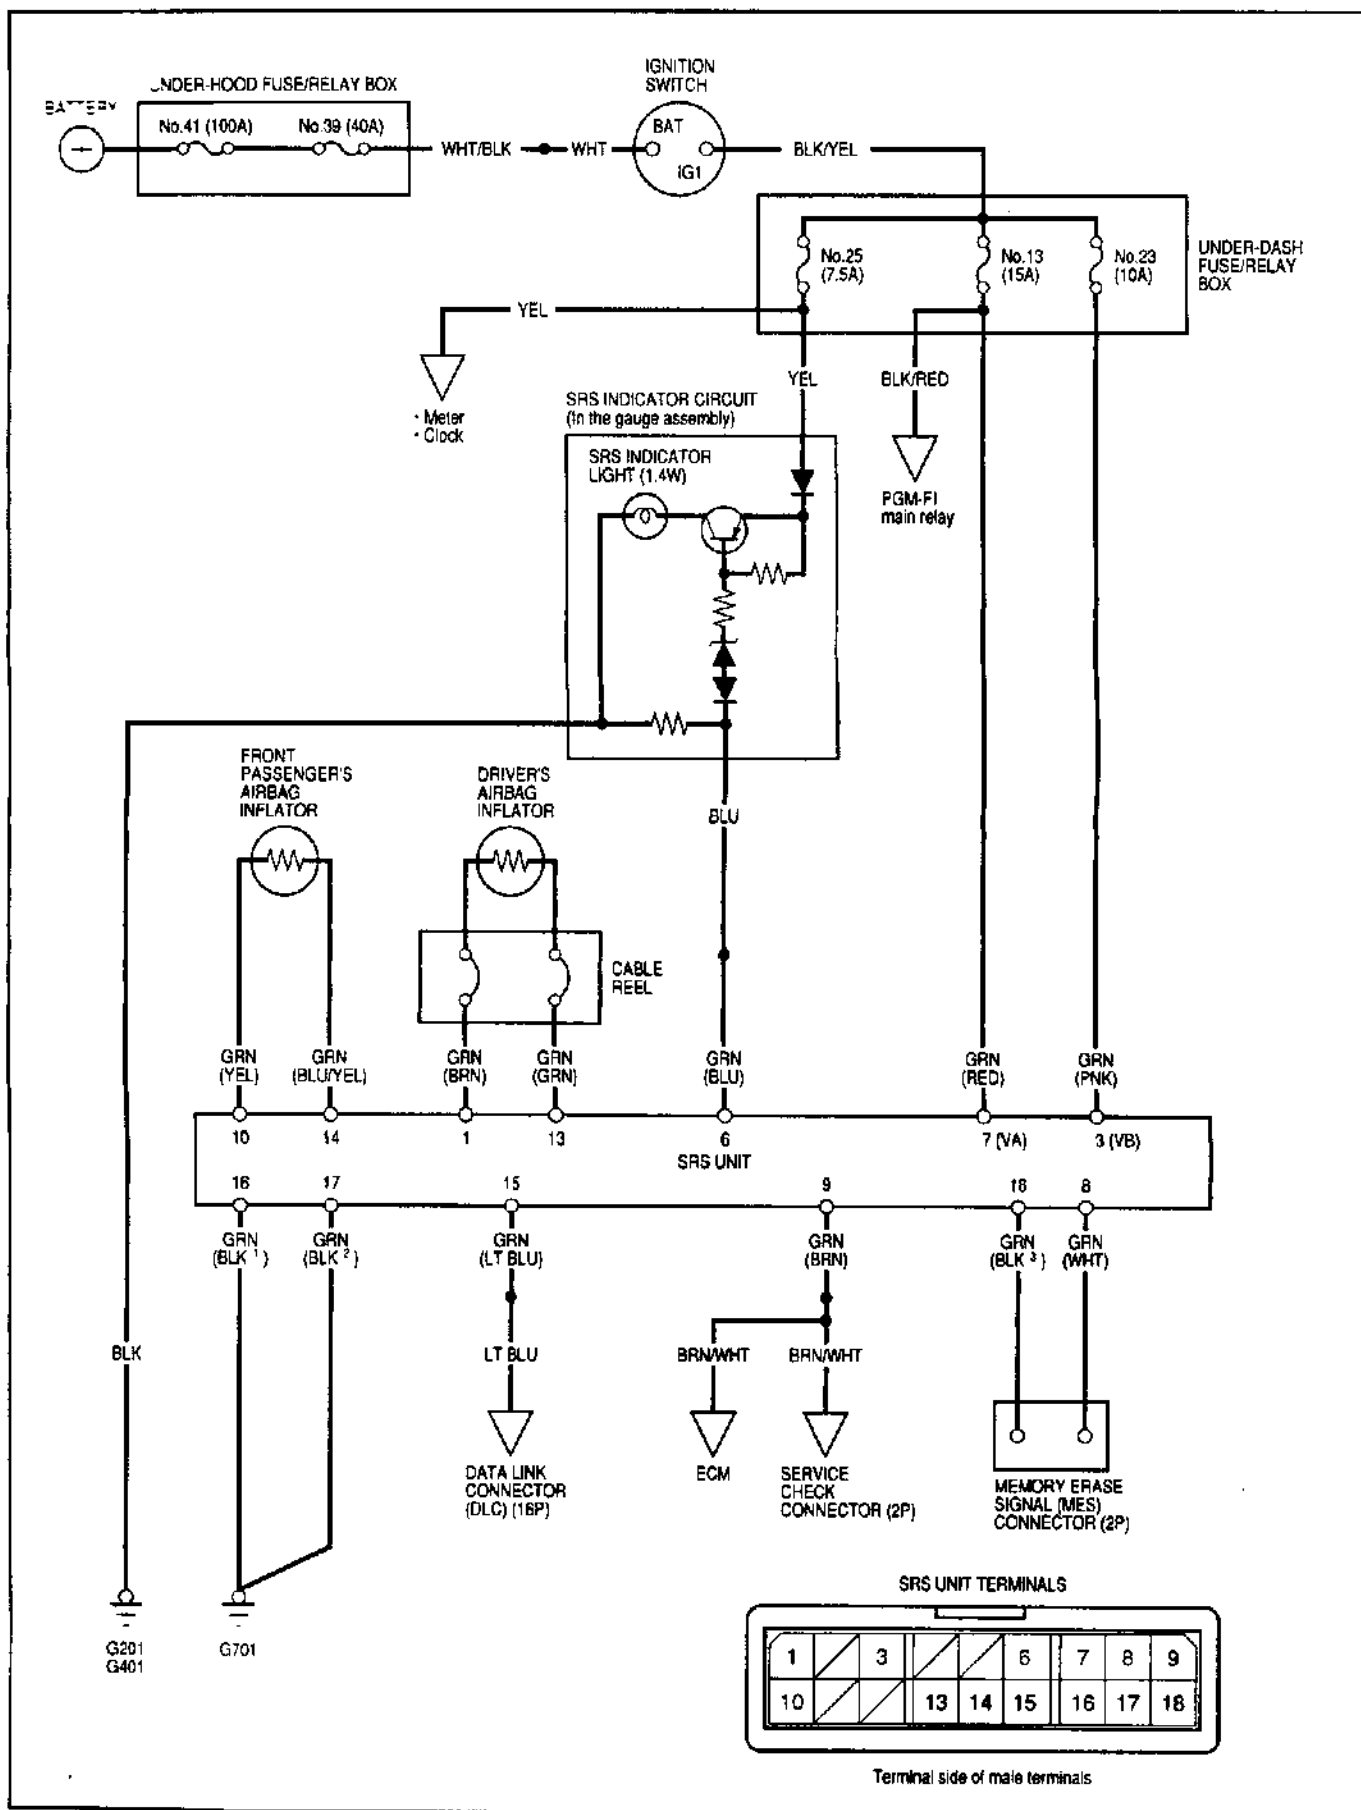 UNDER-HOOD FUSE/RELAY BOX
IGNITION
SWITCH
BATTERY
No.41 (100A)
No.39 (40A)
BAT
WHT/BLK
WHT
BLK/YEL
IG1
No.25
(7.5A)
No.13
(15A)
No.23
(10A)
UNDER-DASH
FUSE/RELAY
BOX
YEL
YEL
BLK/RED
SRS INDICATOR CIRCUIT
(In the gauge assembly)
• Meter
• Clock
SRS INDICATOR
LIGHT (1.4W)
PGM-FI
main relay
FRONT
PASSENGER'S
AIRBAG
INFLATOR
DRIVER'S
AIRBAG
INFLATOR
BLU
CABLE
REEL
GRN
(YEL)
GRN
(BLU/YEL)
GRN
(BRN)
GRN
(GRN)
GRN
(BLU)
GRN
(RED)
GRN
(PNK)
10
14
1
13
6
7 (VA)
3 (VB)
SRS UNIT
16
17
15
9
18
8
GRN
(BLK 1)
GRN
(BLK 2)
GRN
(LT BLU)
GRN
(BRN)
GRN
(BLK 3)
GRN
(WHT)
BLK
LT BLU
BRN/WHT
BRN/WHT
DATA LINK
CONNECTOR
(DLC) (16P)
ECM
SERVICE
CHECK
CONNECTOR (2P)
MEMORY ERASE
SIGNAL (MES)
CONNECTOR (2P)
G201
G401
G701
SRS UNIT TERMINALS
1 3 6 7 8 9
10 13 14 15 16 17 18
Terminal side of male terminals